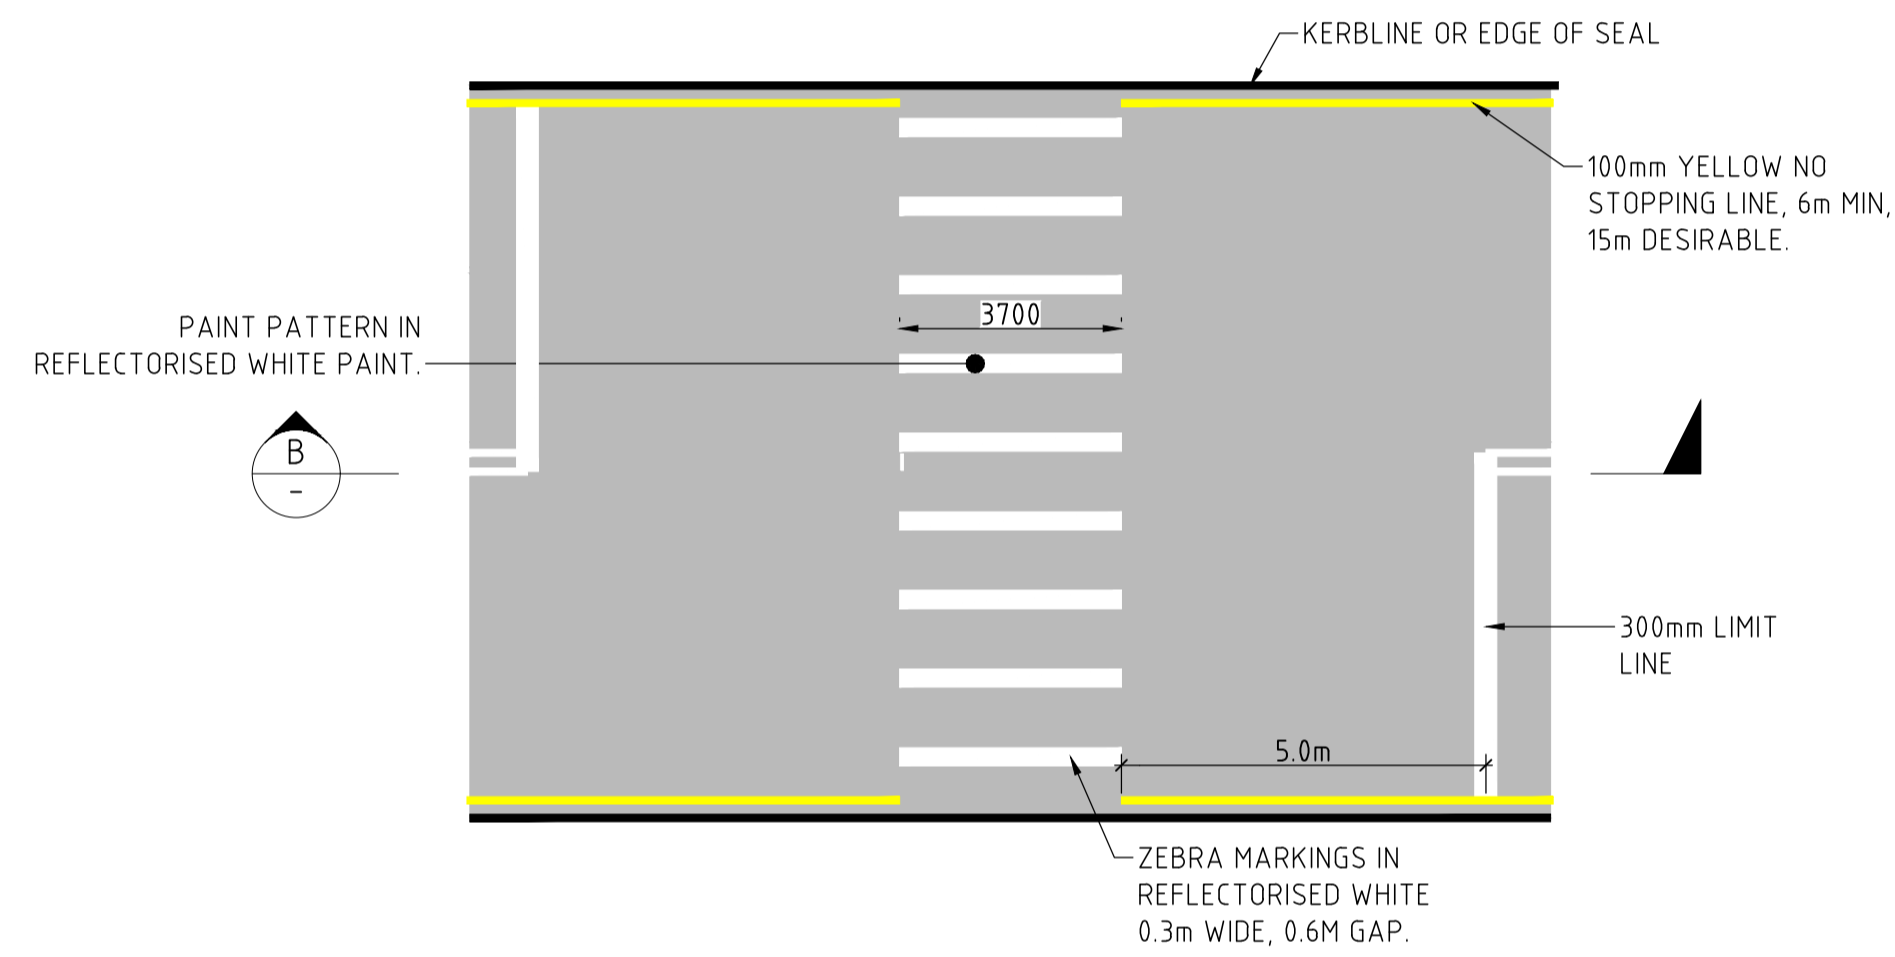 KERBLINE OR EDGE OF SEAL
100mm YELLOW NO
STOPPING LINE, 6m MIN,
15m DESIRABLE.
PAINT PATTERN IN
REFLECTORISED WHITE PAINT.
3700
B
-
300mm LIMIT
LINE
5.0m
ZEBRA MARKINGS IN
REFLECTORISED WHITE
0.3m WIDE, 0.6M GAP.